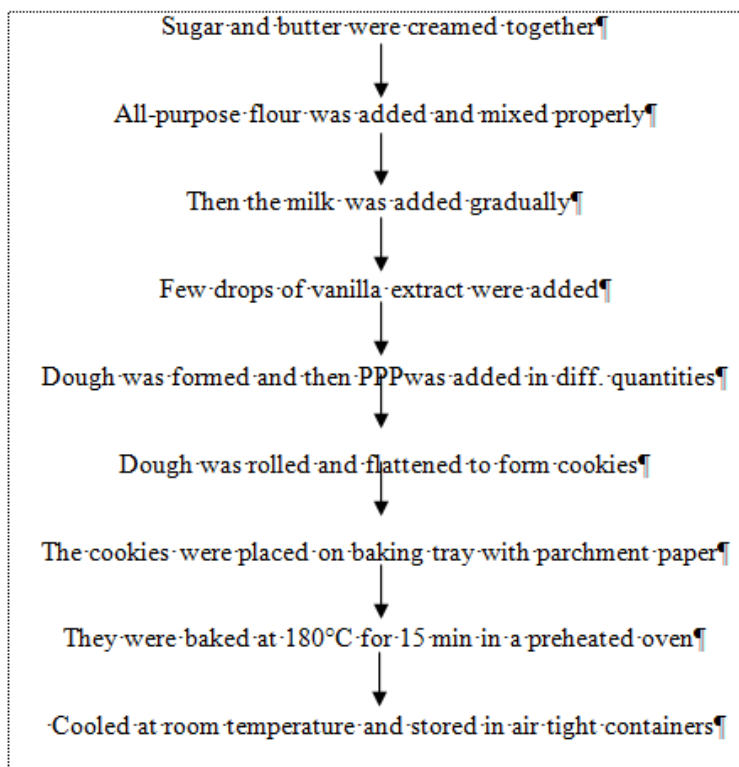 Sugar and butter were creamed together¶
All-purpose flour was added and mixed properly¶
Then the milk was added gradually¶
Few drops of vanilla extract were added¶
Dough was formed and then PPPwas added in diff. quantities¶
Dough was rolled and flattened to form cookies¶
The cookies were placed on baking tray with parchment paper¶
They were baked at 180°C for 15 min in a preheated oven¶
Cooled at room temperature and stored in air tight containers¶